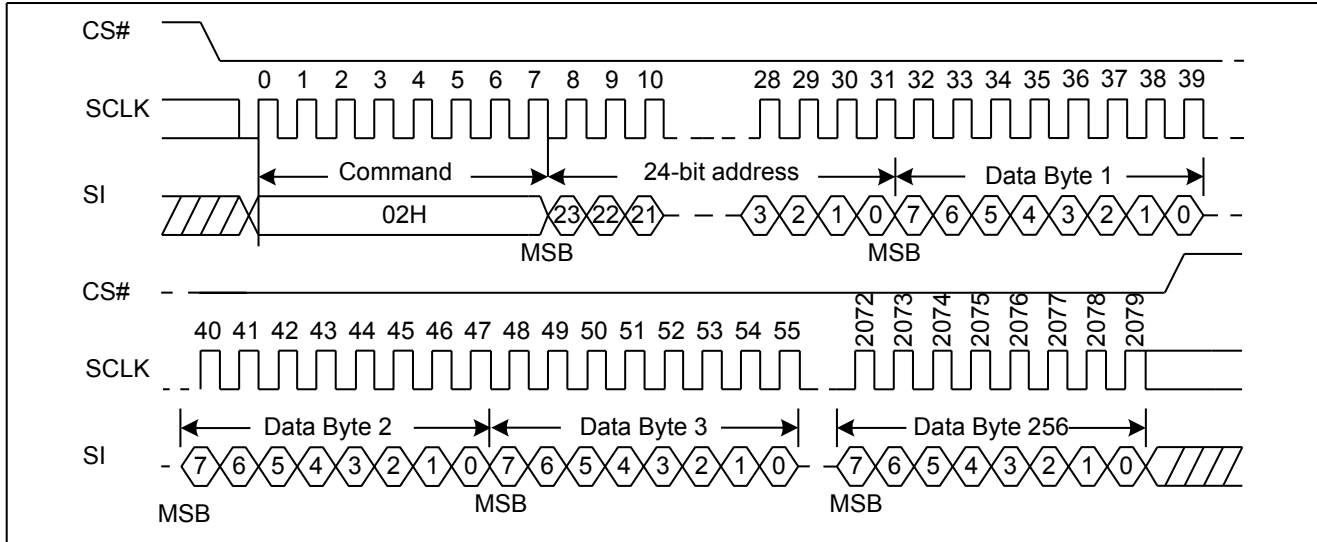 CS#
0 1 2 3 4 5 6 7 8 9 10 28 29 30 31 32 33 34 35 36 37 38 39
SCLK
Command 24-bit address Data Byte 1
SI
02H 23 22 21 3 2 1 0 7 6 5 4 3 2 1 0
MSB MSB
CS#
40 41 42 43 44 45 46 47 48 49 50 51 52 53 54 55 2072 2073 2074 2075 2076 2077 2078 2079
SCLK
Data Byte 2 Data Byte 3 Data Byte 256
SI
7 6 5 4 3 2 1 0 7 6 5 4 3 2 1 0 7 6 5 4 3 2 1 0
MSB MSB MSB